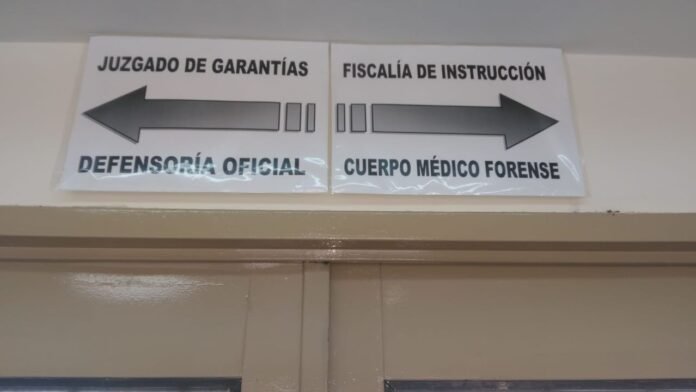 JUZGADO DE GARANTÍAS
DEFENSORÍA OFICIAL
FISCALÍA DE INSTRUCCIÓN
CUERPO MÉDICO FORENSE